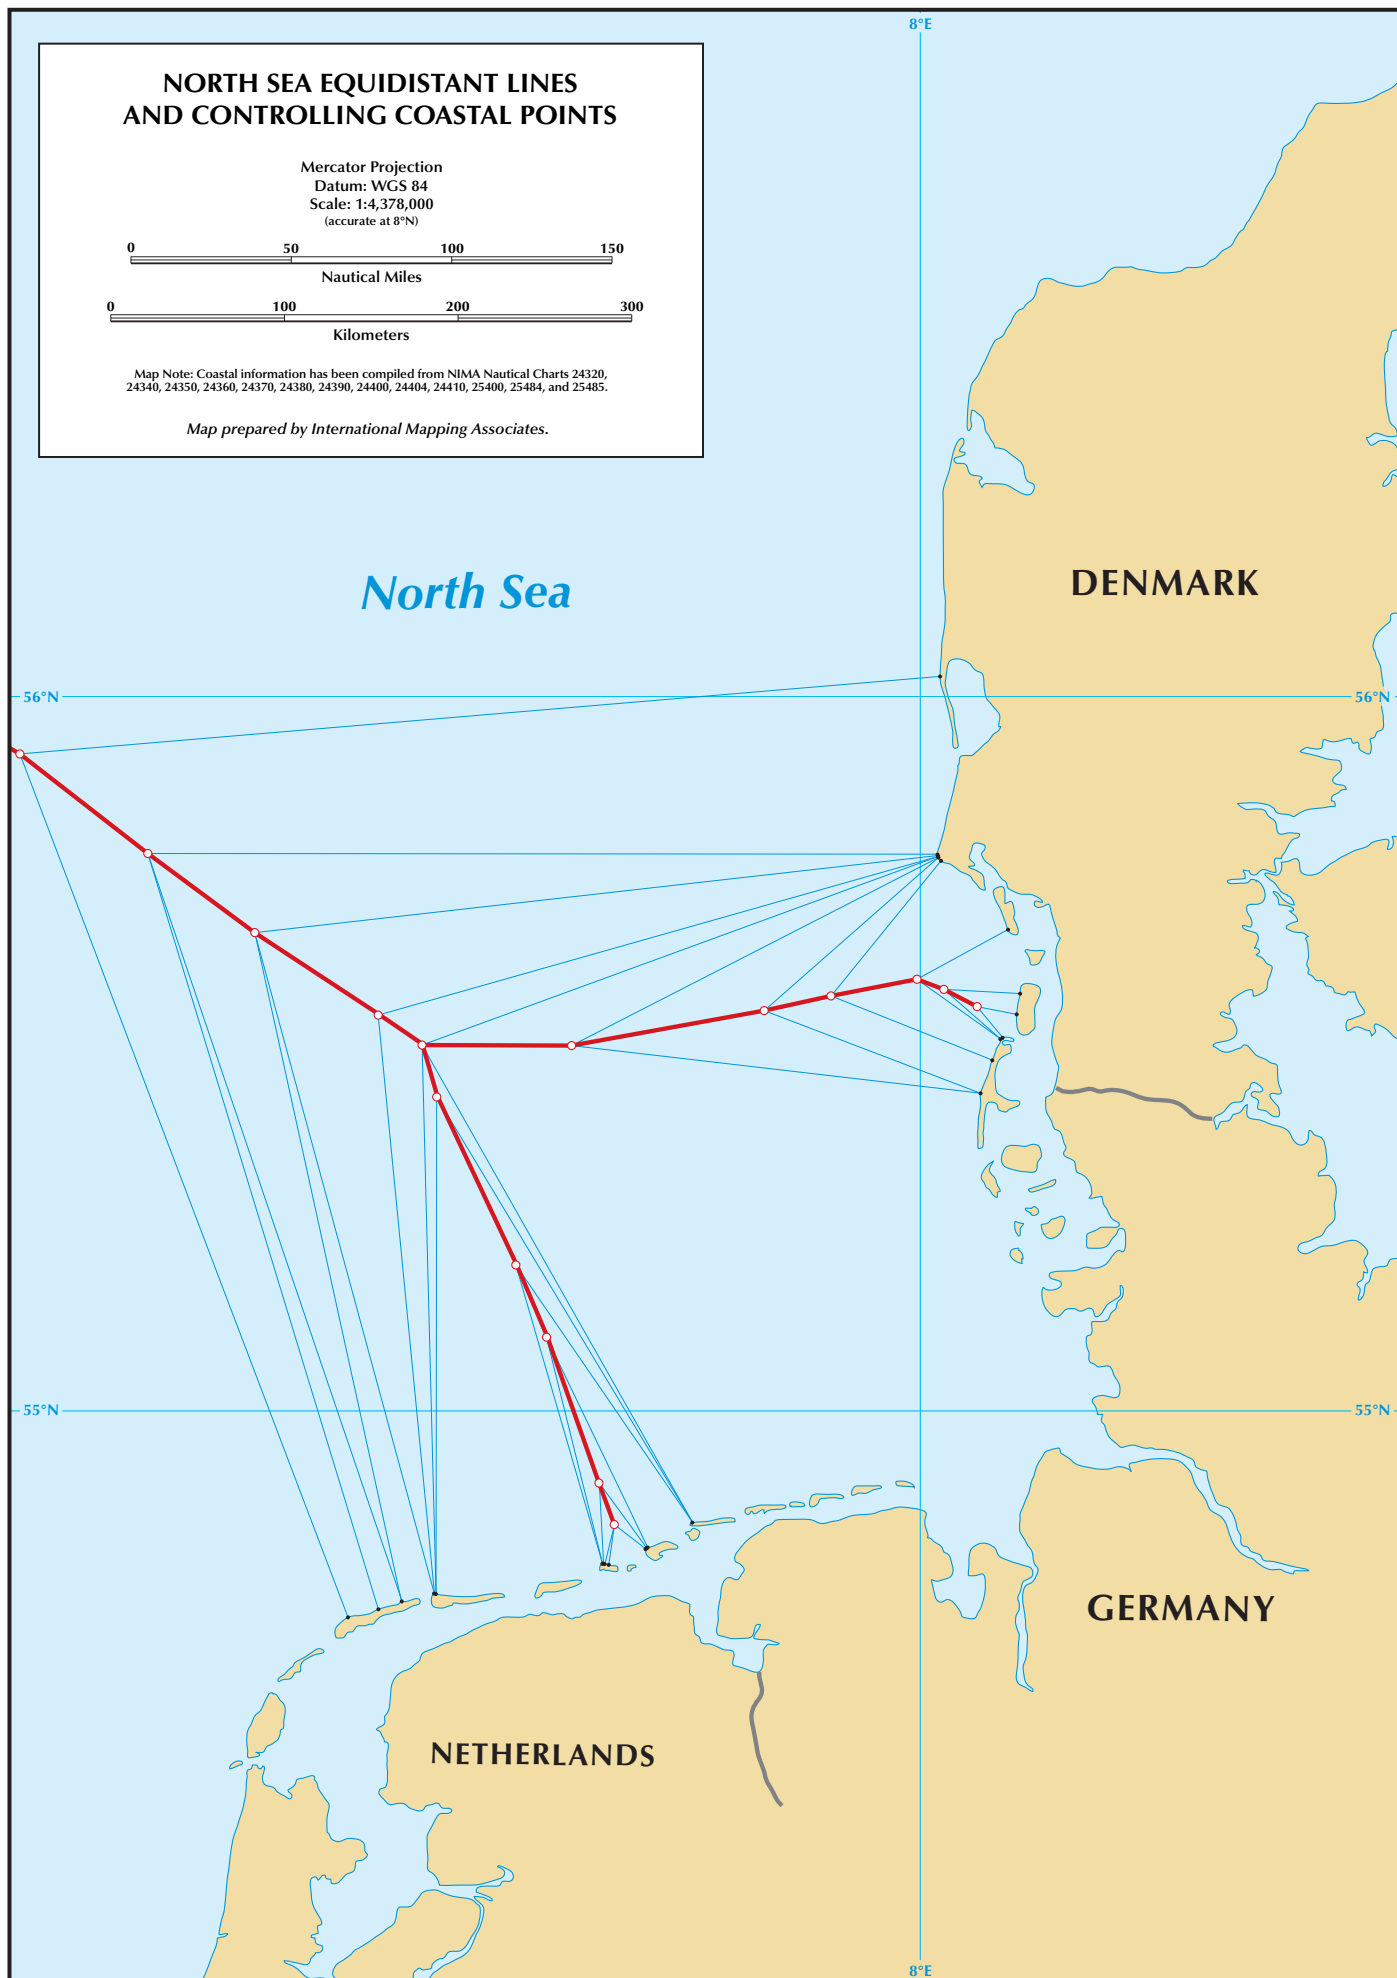 8°E
NORTH SEA EQUIDISTANT LINES
AND CONTROLLING COASTAL POINTS
Mercator Projection
Datum: WGS 84
Scale: 1:4,378,000
(accurate at 8°N)
0 50 100 150
Nautical Miles
0 100 200 300
Kilometers
Map Note: Coastal information has been compiled from NIMA Nautical Charts 24320,
24340, 24350, 24360, 24370, 24380, 24390, 24400, 24404, 24410, 25400, 25484, and 25485.
Map prepared by International Mapping Associates.
North Sea
DENMARK
56°N 56°N
55°N 55°N
GERMANY
NETHERLANDS
8°E